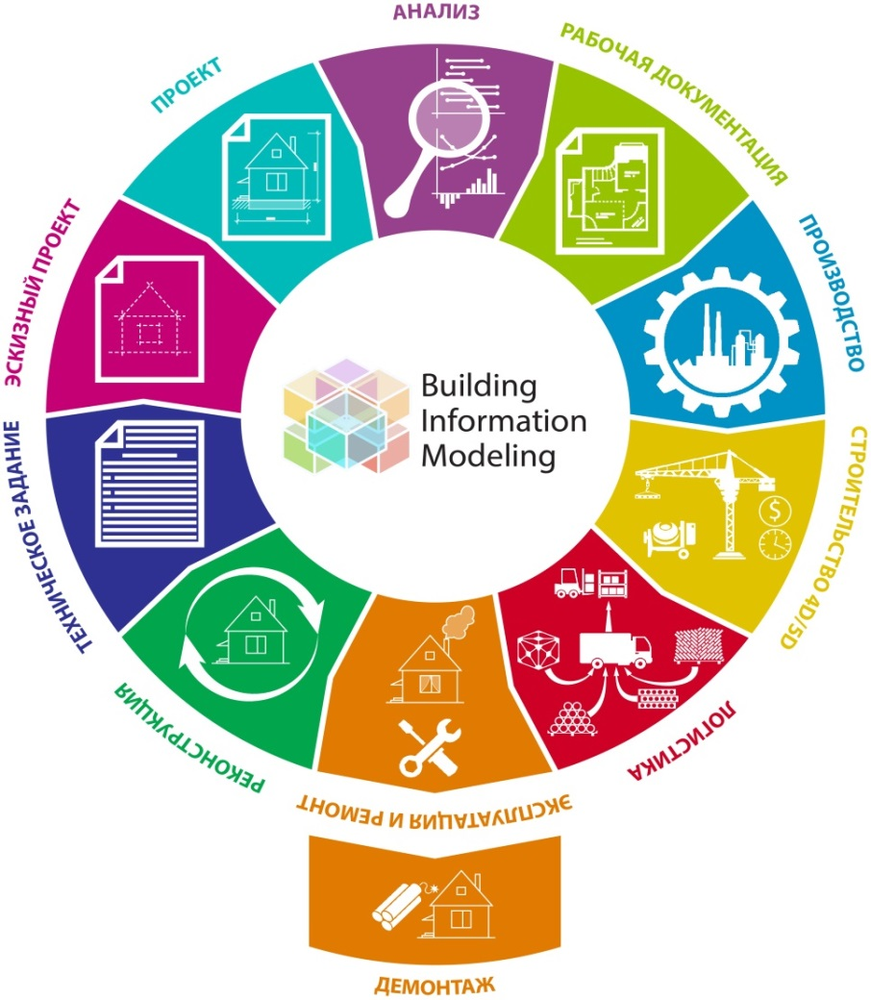 АНАЛИЗ
РАБОЧАЯ ДОКУМЕНТАЦИЯ
ПРОИЗВОДСТВО
СТРОИТЕЛЬСТВО 4D/5D
ЛОГИСТИКА
ЭКСПЛУАТАЦИЯ И РЕМОНТ
ДЕМОНТАЖ
РЕКОНСТРУКЦИЯ
ТЕХНИЧЕСКОЕ ЗАДАНИЕ
ЭСКИЗНЫЙ ПРОЕКТ
ПРОЕКТ
Building
Information
Modeling
$